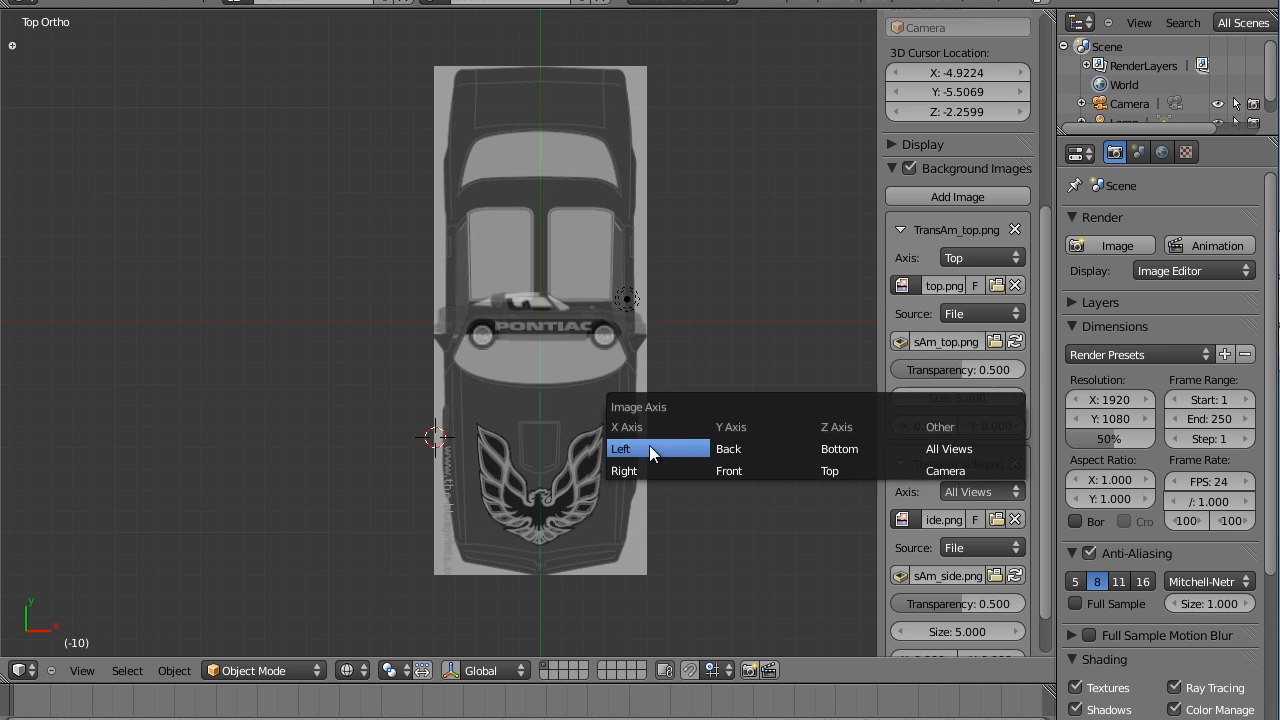 Top Ortho
Camera
3D Cursor Location:
X: -4.9224
Y: -5.5069
Z: -2.2599
Display
Background Images
Add Image
TransAm_top.png
Axis: Top
top.png F
Source: File
sAm_top.png
Transparency: 0.500
Size: 5.000
Image Axis
X Axis Y Axis Z Axis Other
Left Back Bottom All Views
Right Front Top Camera
Axis: All Views
ide.png F
Source: File
sAm_side.png
Transparency: 0.500
Size: 5.000
PONTIAC
y
x
(-10)
View Select Object Object Mode Global
View Search All Scenes
Scene
RenderLayers
World
Camera
Scene
Render
Image Animation
Display: Image Editor
Layers
Dimensions
Render Presets
Resolution: Frame Range:
X: 1920 Start: 1
Y: 1080 End: 250
50% Step: 1
Aspect Ratio: Frame Rate:
X: 1.000 FPS: 24
Y: 1.000 /: 1.000
Bor Cro 100 100
Anti-Aliasing
5 8 11 16 Mitchell-Netr
Full Sample Size: 1.000
Full Sample Motion Blur
Shading
Textures Ray Tracing
Shadows Color Manage